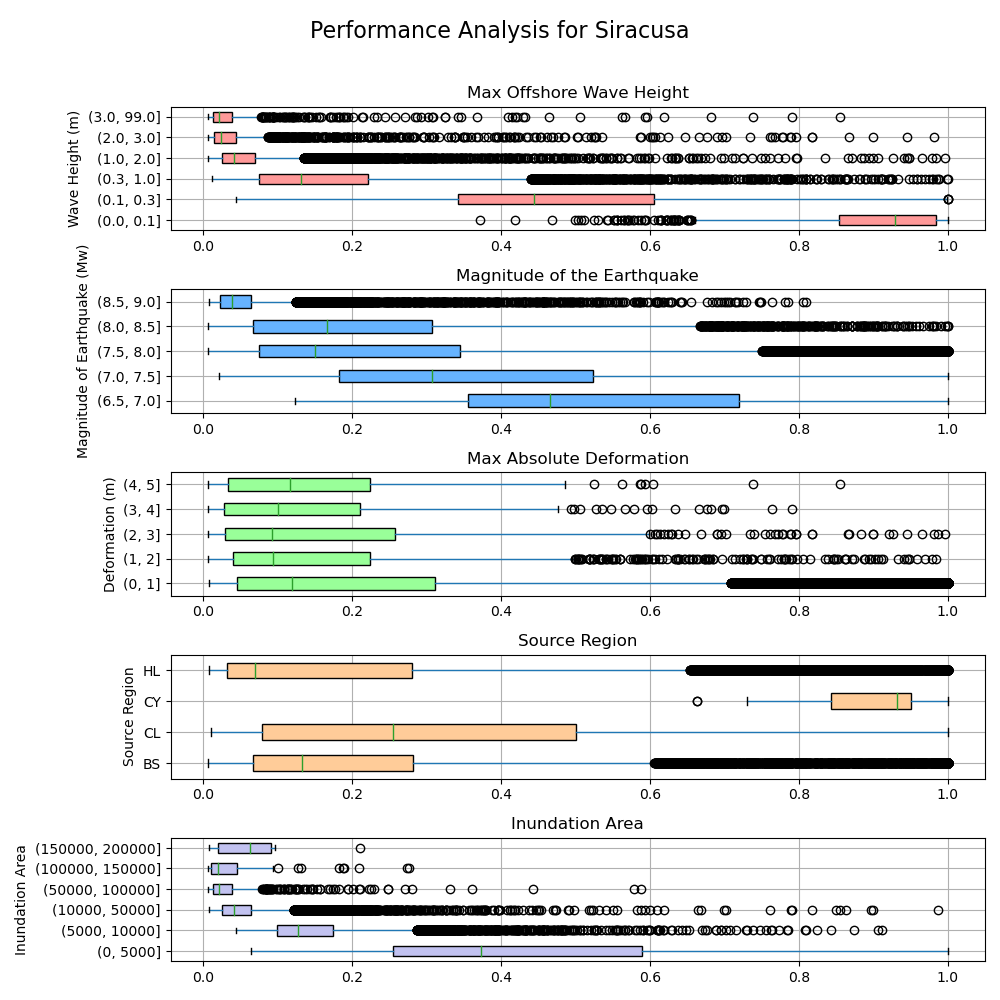 Performance Analysis for Siracusa
Max Offshore Wave Height
Wave Height (m)
(3.0, 99.0]
(2.0, 3.0]
(1.0, 2.0]
(0.3, 1.0]
(0.1, 0.3]
(0.0, 0.1]
0.0 0.2 0.4 0.6 0.8 1.0
Magnitude of the Earthquake
Magnitude of Earthquake (Mw)
(8.5, 9.0]
(8.0, 8.5]
(7.5, 8.0]
(7.0, 7.5]
(6.5, 7.0]
0.0 0.2 0.4 0.6 0.8 1.0
Max Absolute Deformation
Deformation (m)
(4, 5]
(3, 4]
(2, 3]
(1, 2]
(0, 1]
0.0 0.2 0.4 0.6 0.8 1.0
Source Region
Source Region
HL
CY
CL
BS
0.0 0.2 0.4 0.6 0.8 1.0
Inundation Area
Inundation Area
(150000, 200000]
(100000, 150000]
(50000, 100000]
(10000, 50000]
(5000, 10000]
(0, 5000]
0.0 0.2 0.4 0.6 0.8 1.0